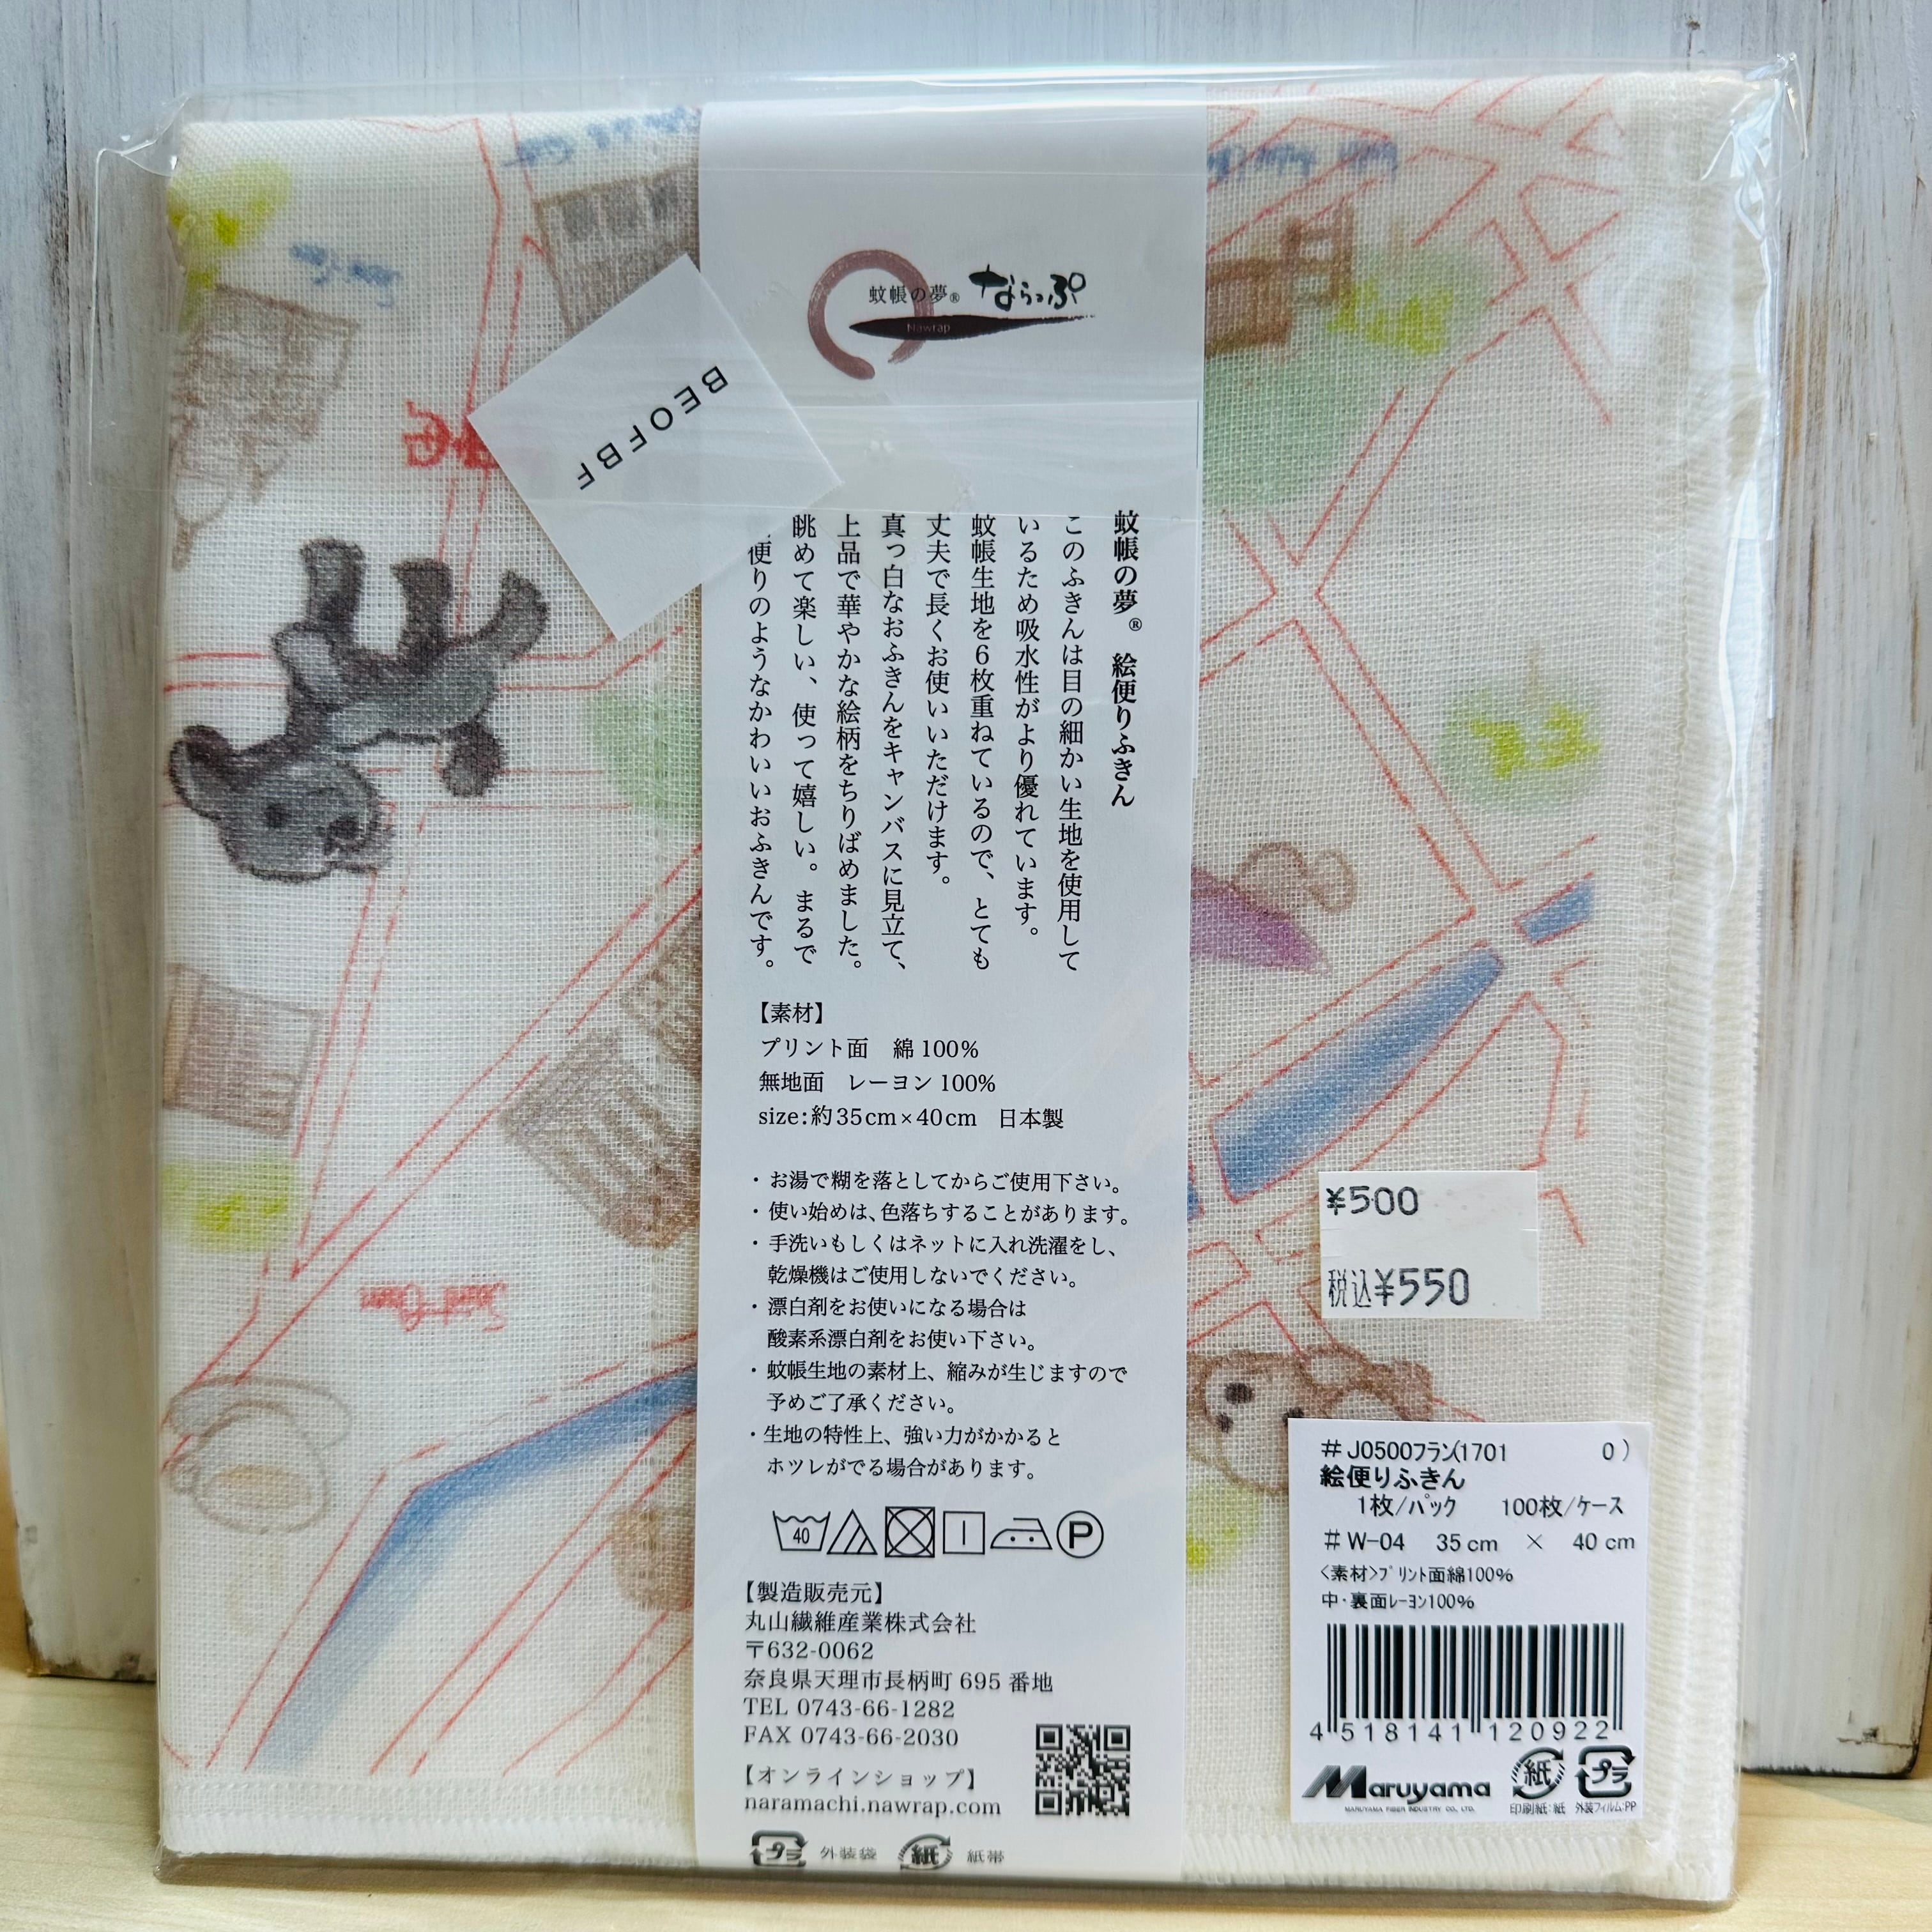 蚊帳の夢® ならっぷ
Nawrap
BEOFBF
蚊帳の夢® 絵便りふきん
このふきんは目の細かい生地を使用して
いるため吸水性がより優れています。
蚊帳生地を6枚重ねているので、とても
丈夫で長くお使いいただけます。
真っ白なおふきんをキャンバスに見立て、
上品で華やかな絵柄をちりばめました。
眺めて楽しい、使って嬉しい。まるで
便りのようなかわいいおふきんです。
【素材】
プリント面 綿100%
無地面 レーヨン100%
size:約35cm×40cm 日本製
・お湯で糊を落としてからご使用下さい。
・使い始めは、色落ちすることがあります。
・手洗いもしくはネットに入れ洗濯をし、
乾燥機はご使用しないでください。
・漂白剤をお使いになる場合は
酸素系漂白剤をお使い下さい。
・蚊帳生地の素材上、縮みが生じますので
予めご了承ください。
・生地の特性上、強い力がかかると
ホツレがでる場合があります。
40 P
【製造販売元】
丸山繊維産業株式会社
〒632-0062
奈良県天理市長柄町695番地
TEL 0743-66-1282
FAX 0743-66-2030
【オンラインショップ】
naramachi.nawrap.com
プラ 外装袋 紙 紙帯
¥500
税込¥550
#J0500フラン(1701 0)
絵便りふきん
1枚/パック 100枚/ケース
#W-04 35cm × 40cm
<素材>プリント面綿100%
中・裏面レーヨン100%
4 518141 120922
Maruyama
MARUYAMA FIBER INDUSTRY CO., LTD.
紙 プラ
印刷紙:紙 外装フィルム:PP